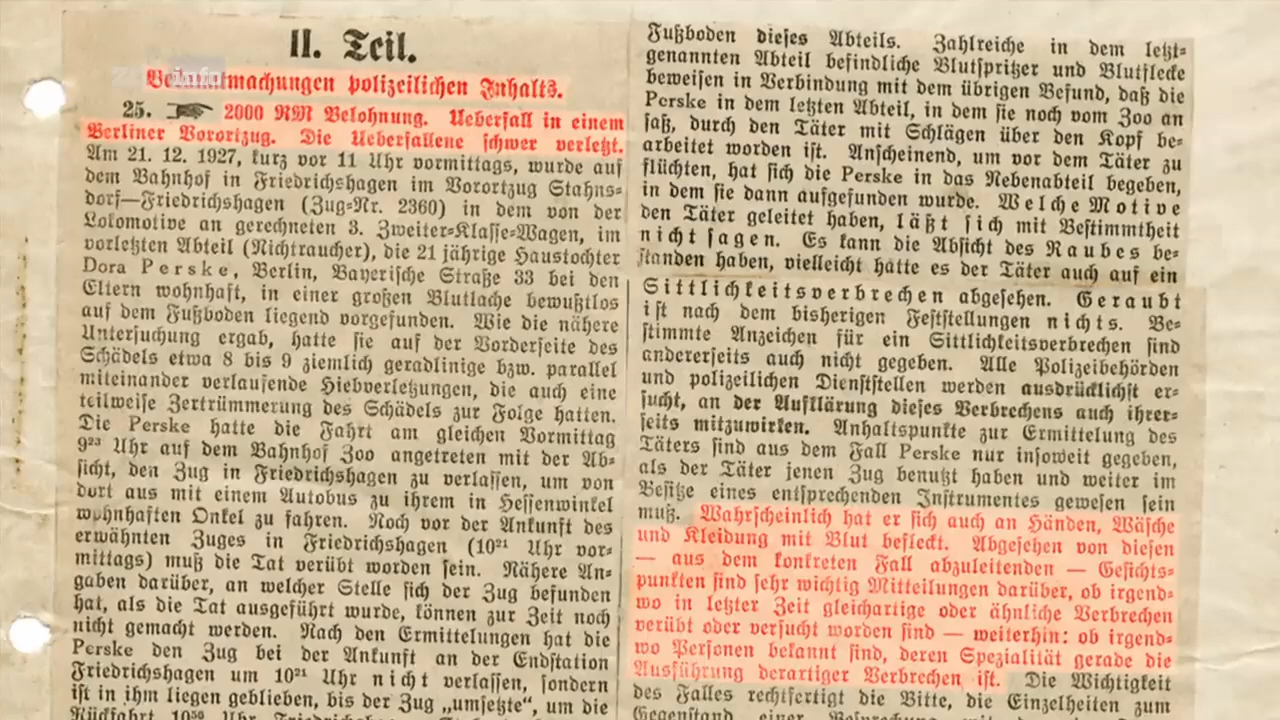 II. Teil.
Bekanntmachungen polizeilichen Inhalts.
25. 2000 RM Belohnung. Ueberfall in einem
Berliner Vorortzug. Die Ueberfallene schwer verletzt.
Am 21. 12. 1927, kurz vor 11 Uhr vormittags, wurde auf
dem Bahnhof in Friedrichshagen im Vorortzug Stahns-
dorf—Friedrichshagen (Zug-Nr. 2360) in dem von der
Lokomotive an gerechneten 3. Zweiter-Klasse-Wagen, im
vorletzten Abteil (Nichtraucher), die 21 jährige Haustochter
Dora Perske, Berlin, Bayerische Straße 33 bei den
Eltern wohnhaft, in einer großen Blutlache bewußtlos
auf dem Fußboden liegend vorgefunden. Wie die nähere
Untersuchung ergab, hatte sie auf der Vorderseite des
Schädels etwa 8 bis 9 ziemlich geradlinige bzw. parallel
miteinander verlaufende Hiebverletzungen, die auch eine
teilweise Zertrümmerung des Schädels zur Folge hatten.
Die Perske hatte die Fahrt am gleichen Vormittag
9²³ Uhr auf dem Bahnhof Zoo angetreten mit der Ab-
sicht, den Zug in Friedrichshagen zu verlassen, um von
dort aus mit einem Autobus zu ihrem in Hessenwinkel
wohnhaften Onkel zu fahren. Noch vor der Ankunft des
erwähnten Zuges in Friedrichshagen (10²¹ Uhr vor-
mittags) muß die Tat verübt worden sein. Nähere An-
gaben darüber, an welcher Stelle sich der Zug befunden
hat, als die Tat ausgeführt wurde, können zur Zeit noch
nicht gemacht werden. Nach den Ermittelungen hat die
Perske den Zug bei der Ankunft an der Endstation
Friedrichshagen um 10²¹ Uhr nicht verlassen, sondern
ist in ihm liegen geblieben, bis der Zug „umsetzte“, um die
Rückfahrt Uhr
Fußboden dieses Abteils. Zahlreiche in dem letzt-
genannten Abteil befindliche Blutspritzer und Blutflecke
beweisen in Verbindung mit dem übrigen Befund, daß die
Perske in dem letzten Abteil, in dem sie noch vom Zoo an
saß, durch den Täter mit Schlägen über den Kopf be-
arbeitet worden ist. Anscheinend, um vor dem Täter zu
flüchten, hat sich die Perske in das Nebenabteil begeben,
in dem sie dann aufgefunden wurde. Welche Motive
den Täter geleitet haben, läßt sich mit Bestimmtheit
nicht sagen. Es kann die Absicht des Raubes be-
standen haben, vielleicht hatte es der Täter auch auf ein
Sittlichkeitsverbrechen abgesehen. Geraubt
ist nach dem bisherigen Feststellungen nichts. Be-
stimmte Anzeichen für ein Sittlichkeitsverbrechen sind
andererseits auch nicht gegeben. Alle Polizeibehörden
und polizeilichen Dienststellen werden ausdrücklichst er-
sucht, an der Aufklärung dieses Verbrechens auch ihrer-
seits mitzuwirken. Anhaltspunkte zur Ermittelung des
Täters sind aus dem Fall Perske nur insoweit gegeben,
als der Täter jenen Zug benutzt haben und weiter im
Besitze eines entsprechenden Instrumentes gewesen sein
muß. Wahrscheinlich hat er sich auch an Händen, Wäsche
und Kleidung mit Blut befleckt. Abgesehen von diesen
— aus dem konkreten Fall abzuleitenden — Gesichts-
punkten sind sehr wichtig Mitteilungen darüber, ob irgend-
wo in letzter Zeit gleichartige oder ähnliche Verbrechen
verübt oder versucht worden sind — weiterhin: ob irgend-
wo Personen bekannt sind, deren Spezialität gerade die
Ausführung derartiger Verbrechen ist. Die Wichtigkeit
des Falles rechtfertigt die Bitte, die Einzelheiten zum
Gegenstand einer
ZDFinfo